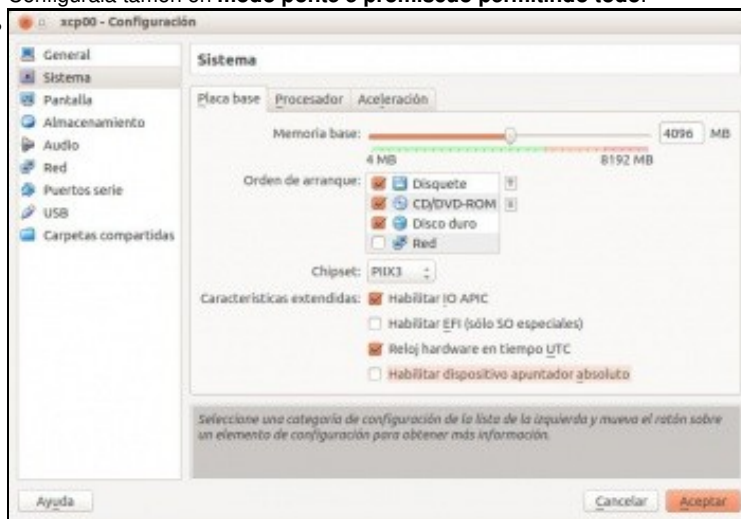 Configurala tamén en modo ponte e promiscuo permitindo todo.
xcp00 - Configuración
General
Sistema
Pantalla
Almacenamiento
Audio
Red
Puertos serie
USB
Carpetas compartidas
Sistema
Placa base Procesador Aceleración
Memoria base: 4096 MB
4 MB 8192 MB
Orden de arranque: Disquete
CD/DVD-ROM
Disco duro
Red
Chipset: PIIX3
Características extendidas: Habilitar IO APIC
Habilitar EFI (sólo SO especiales)
Reloj hardware en tiempo UTC
Habilitar dispositivo apuntador absoluto
Seleccione una categoría de configuración de la lista de la izquierda y mueva el ratón sobre
un elemento de configuración para obtener más información.
Ayuda Cancelar Aceptar